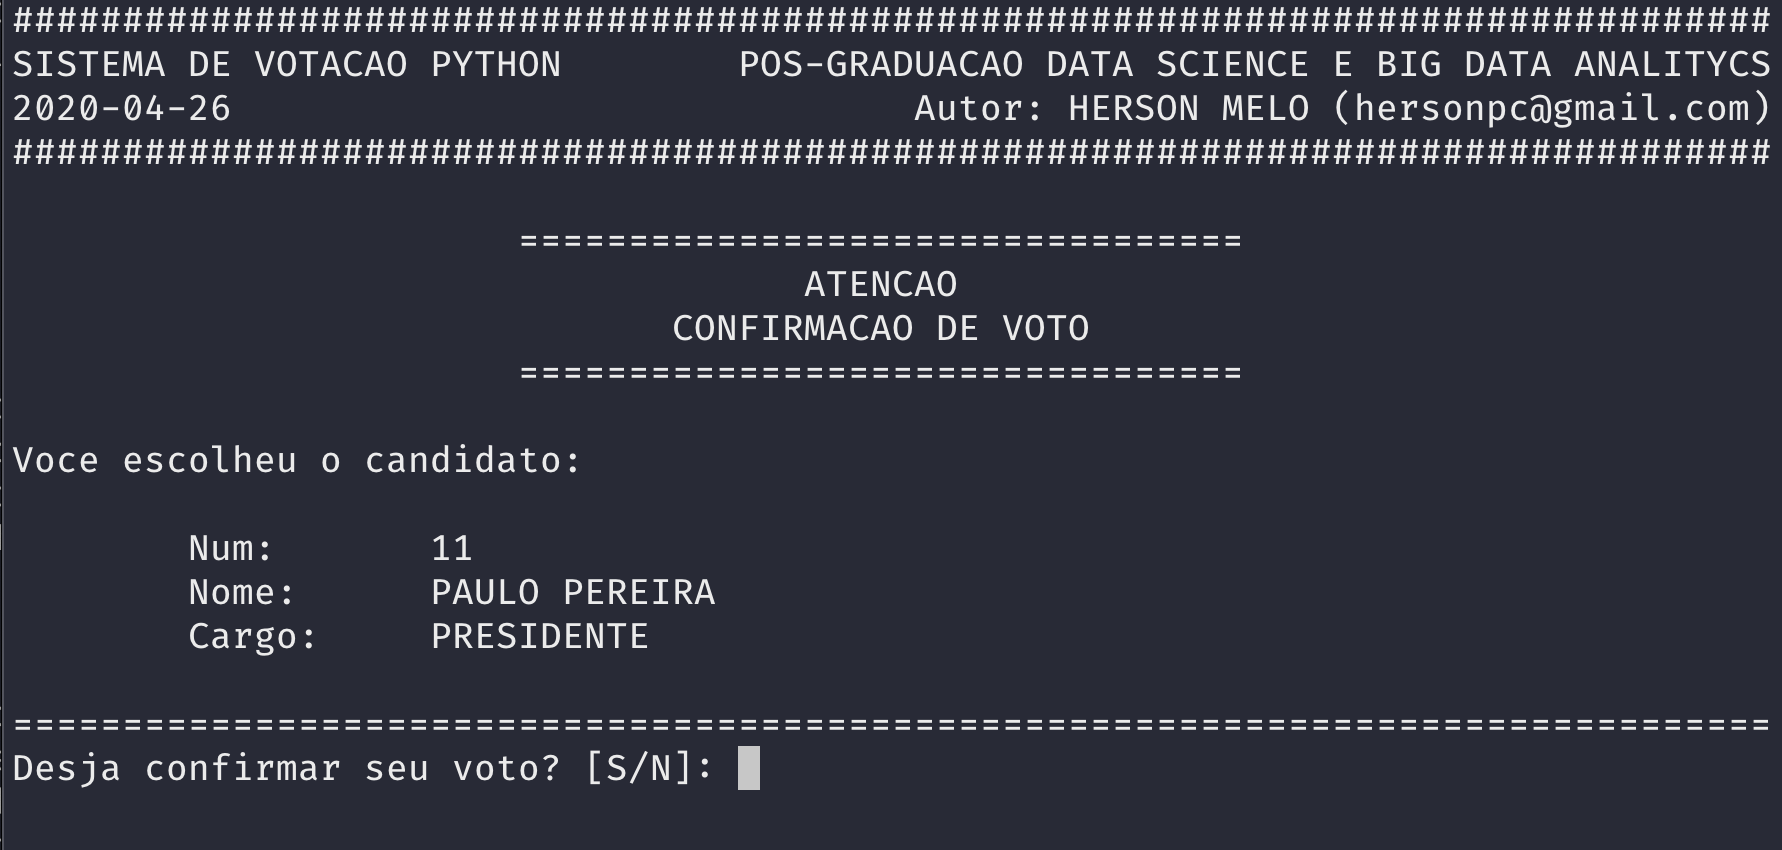 ################################################################################
SISTEMA DE VOTACAO PYTHON        POS-GRADUACAO DATA SCIENCE E BIG DATA ANALITYCS
2020-04-26                               Autor: HERSON MELO (hersonpc@gmail.com)
################################################################################
=================================
ATENCAO
CONFIRMACAO DE VOTO
=================================
Voce escolheu o candidato:
Num:       11
Nome:      PAULO PEREIRA
Cargo:     PRESIDENTE
================================================================================
Desja confirmar seu voto? [S/N]: